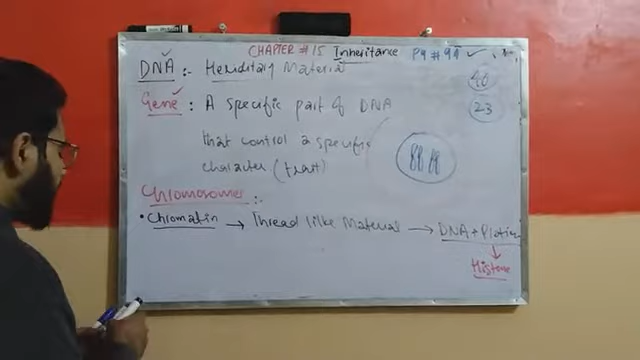 CHAPTER # 15 Inheritance Pg # 94
DNA :- Hereditary Material
46
Gene : A specific part of DNA
23
that control a specific
character (trait)
Chromosomes :-
• Chromatin → Thread like Material → DNA + Protein
Histone